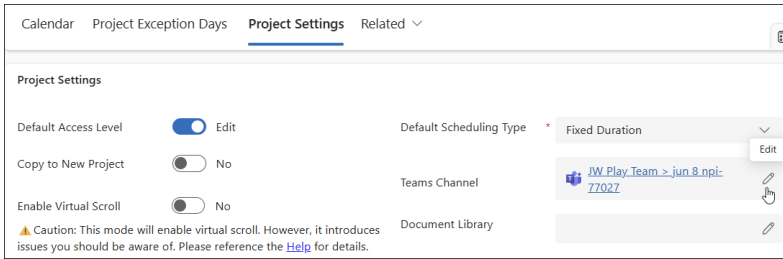 Calendar Project Exception Days Project Settings Related
Project Settings
Default Access Level Edit Default Scheduling Type * Fixed Duration
Edit
Copy to New Project No
Teams Channel JW Play Team > jun 8 npi-
77027
Enable Virtual Scroll No
Document Library
Caution: This mode will enable virtual scroll. However, it introduces
issues you should be aware of. Please reference the Help for details.